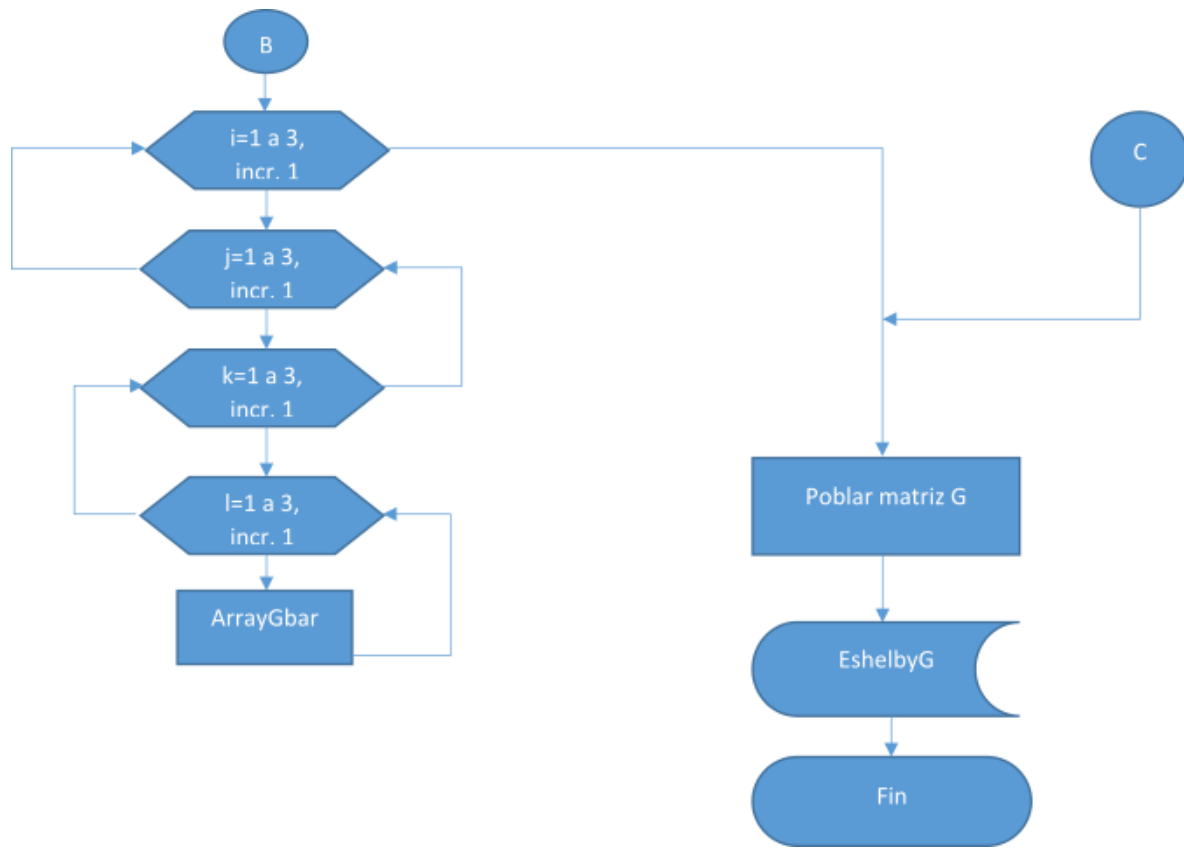 B
i=1 a 3,
incr. 1
j=1 a 3,
incr. 1
k=1 a 3,
incr. 1
l=1 a 3,
incr. 1
ArrayGbar
C
Poblar matriz G
EshelbyG
Fin